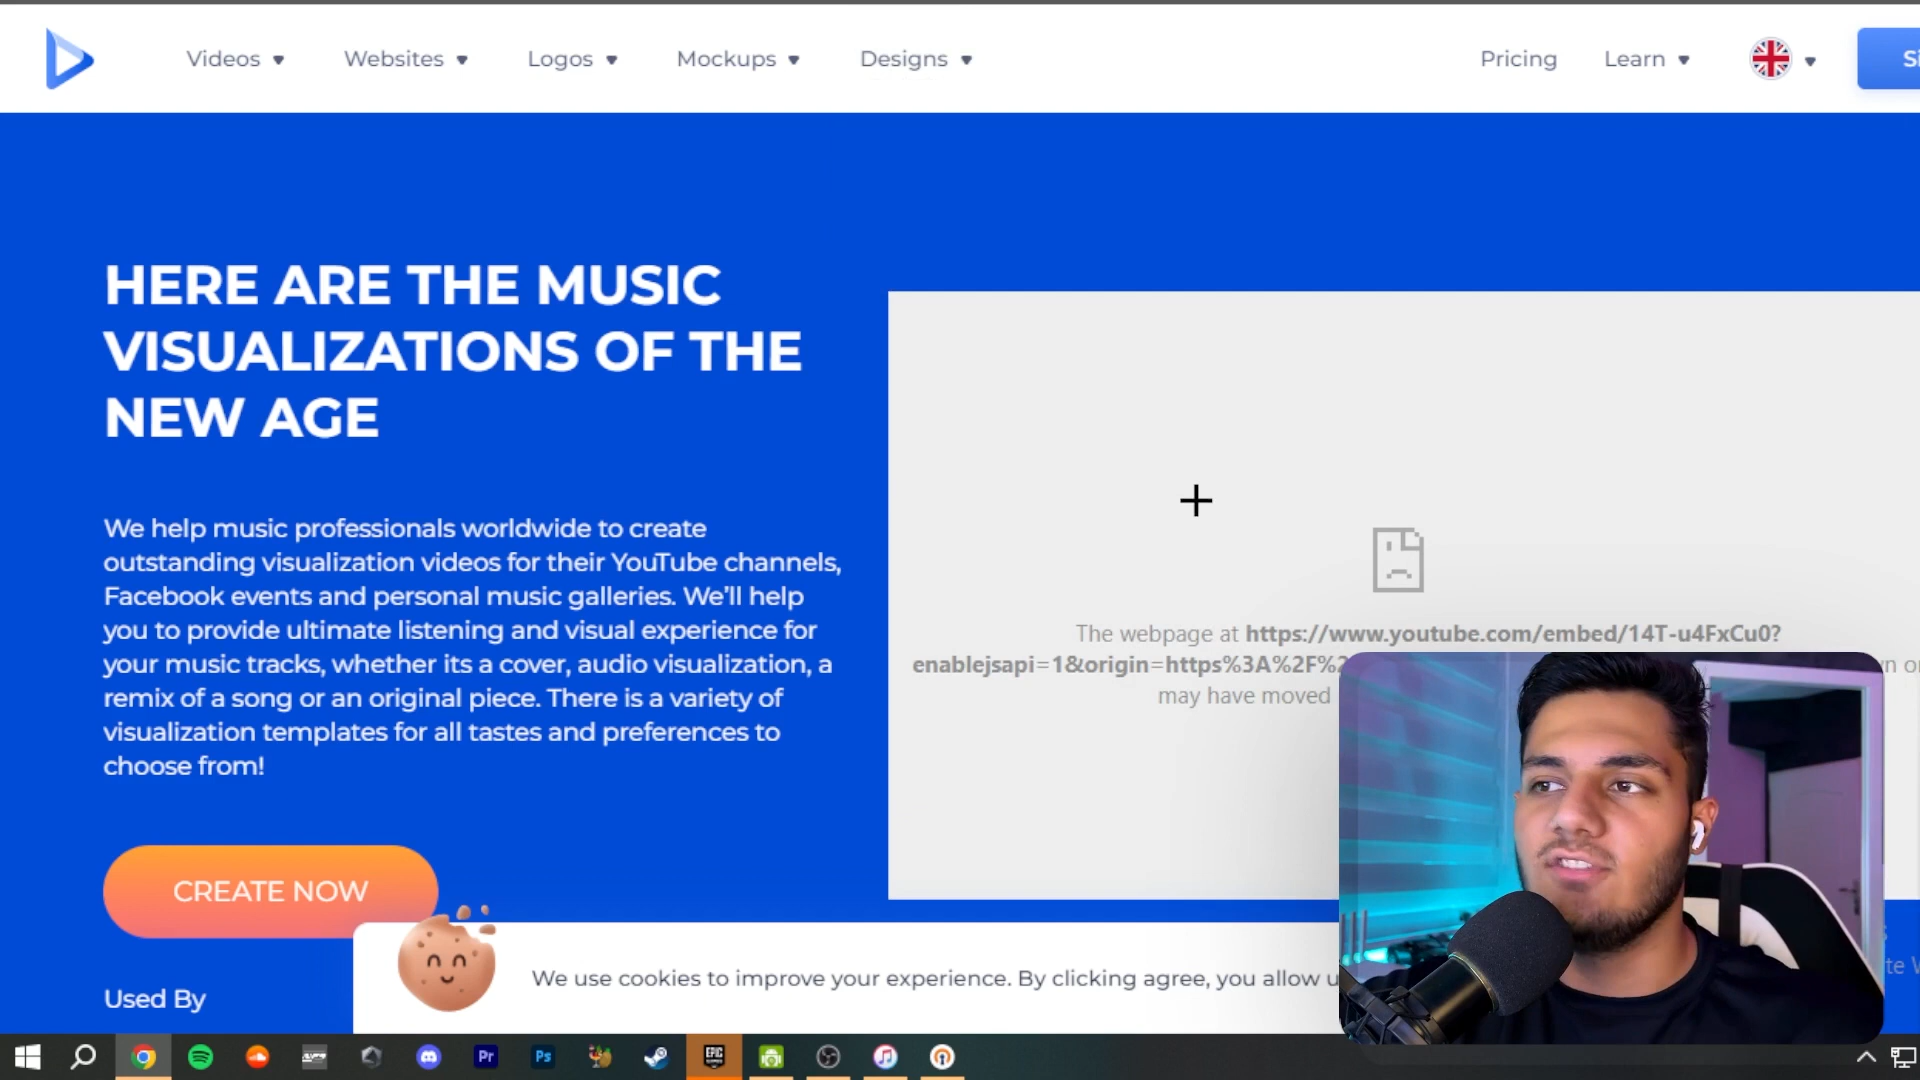 Videos
Websites
Logos
Mockups
Designs
Pricing
Learn
HERE ARE THE MUSIC
VISUALIZATIONS OF THE
NEW AGE
We help music professionals worldwide to create
outstanding visualization videos for their YouTube channels,
Facebook events and personal music galleries. We'll help
you to provide ultimate listening and visual experience for
your music tracks, whether its a cover, audio visualization, a
remix of a song or an original piece. There is a variety of
visualization templates for all tastes and preferences to
choose from!
CREATE NOW
Used By
The webpage at https://www.youtube.com/embed/14T-u4FxCu0?
enablejsapi=1&origin=https%3A%2F%2
may have moved
We use cookies to improve your experience. By clicking agree, you allow u
Pr
Ps
EPIC